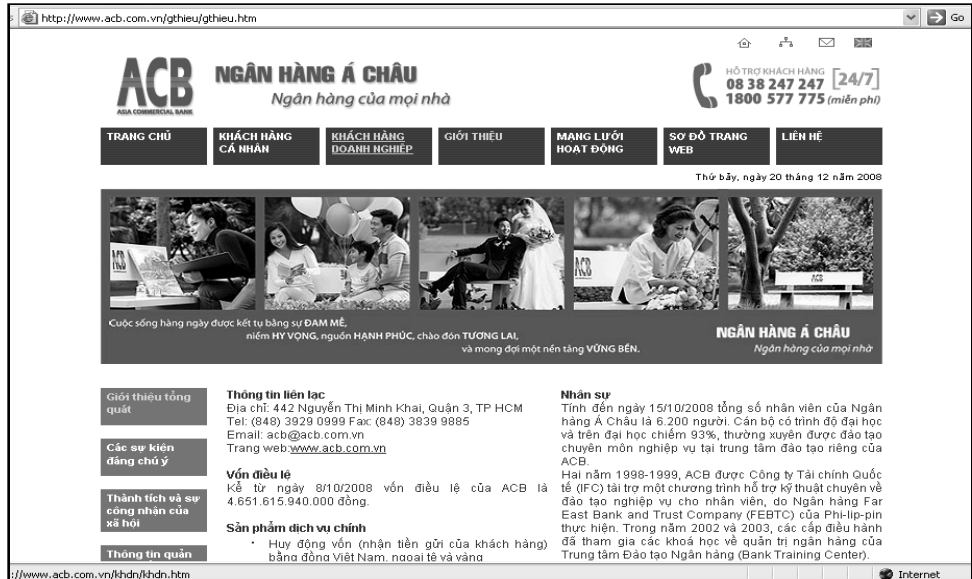 http://www.acb.com.vn/gthieu/gthieu.htm
Go
ACB
ASIA COMMERCIAL BANK
NGÂN HÀNG Á CHÂU
Ngân hàng của mọi nhà
HỖ TRỢ KHÁCH HÀNG
08 38 247 247
1800 577 775 (miễn phí)
[24/7]
TRANG CHỦ
KHÁCH HÀNG
CÁ NHÂN
KHÁCH HÀNG
DOANH NGHIỆP
GIỚI THIỆU
MẠNG LƯỚI
HOẠT ĐỘNG
SƠ ĐỒ TRANG
WEB
LIÊN HỆ
Thứ bảy, ngày 20 tháng 12 năm 2008
ACB
ACB
ACB
Cuộc sống hàng ngày được kết tụ bằng sự ĐAM MÊ,
niềm HY VỌNG, nguồn HẠNH PHÚC, chào đón TƯƠNG LAI,
và mong đợi một nền tảng VỮNG BỀN.
NGÂN HÀNG Á CHÂU
Ngân hàng của mọi nhà
Giới thiệu tổng
quát
Các sự kiện
đáng chú ý
Thành tích và sự
công nhận của
xã hội
Thông tin quản
Thông tin liên lạc
Địa chỉ: 442 Nguyễn Thị Minh Khai, Quận 3, TP HCM
Tel: (848) 3929 0999 Fax: (848) 3839 9885
Email: acb@acb.com.vn
Trang web:www.acb.com.vn
Vốn điều lệ
Kể từ ngày 8/10/2008 vốn điều lệ của ACB là
4.651.615.940.000 đồng.
Sản phẩm dịch vụ chính
· Huy động vốn (nhận tiền gửi của khách hàng)
bằng đồng Việt Nam, ngoại tệ và vàng
Nhân sự
Tính đến ngày 15/10/2008 tổng số nhân viên của Ngân
hàng Á Châu là 6.200 người. Cán bộ có trình độ đại học
và trên đại học chiếm 93%, thường xuyên được đào tạo
chuyên môn nghiệp vụ tại trung tâm đào tạo riêng của
ACB.
Hai năm 1998-1999, ACB được Công ty Tài chính Quốc
tế (IFC) tài trợ một chương trình hỗ trợ kỹ thuật chuyên về
đào tạo nghiệp vụ cho nhân viên, do Ngân hàng Far
East Bank and Trust Company (FEBTC) của Phi-lip-pin
thực hiện. Trong năm 2002 và 2003, các cấp điều hành
đã tham gia các khoá học về quản trị ngân hàng của
Trung tâm Đào tạo Ngân hàng (Bank Training Center).
://www.acb.com.vn/khdn/khdn.htm
Internet